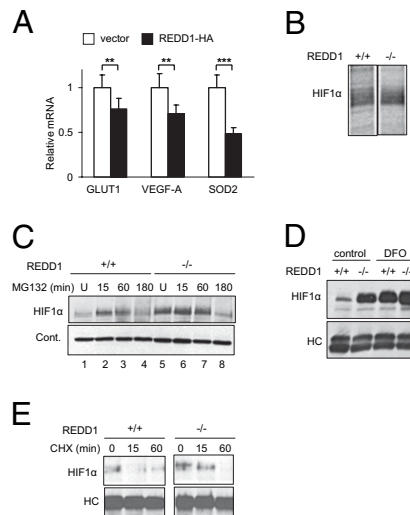 A
vector REDD1-HA
** ** ***
Relative mRNA
1
0.5
0
GLUT1 VEGF-A SOD2
B
REDD1 +/+ -/-
HIF1α
C
REDD1 +/+ -/-
MG132 (min) U 15 60 180 U 15 60 180
HIF1α
Cont.
1 2 3 4 5 6 7 8
D
control DFO
REDD1 +/+ -/- +/+ -/-
HIF1α
HC
E
REDD1 +/+ -/-
CHX (min) 0 15 60 0 15 60
HIF1α
HC